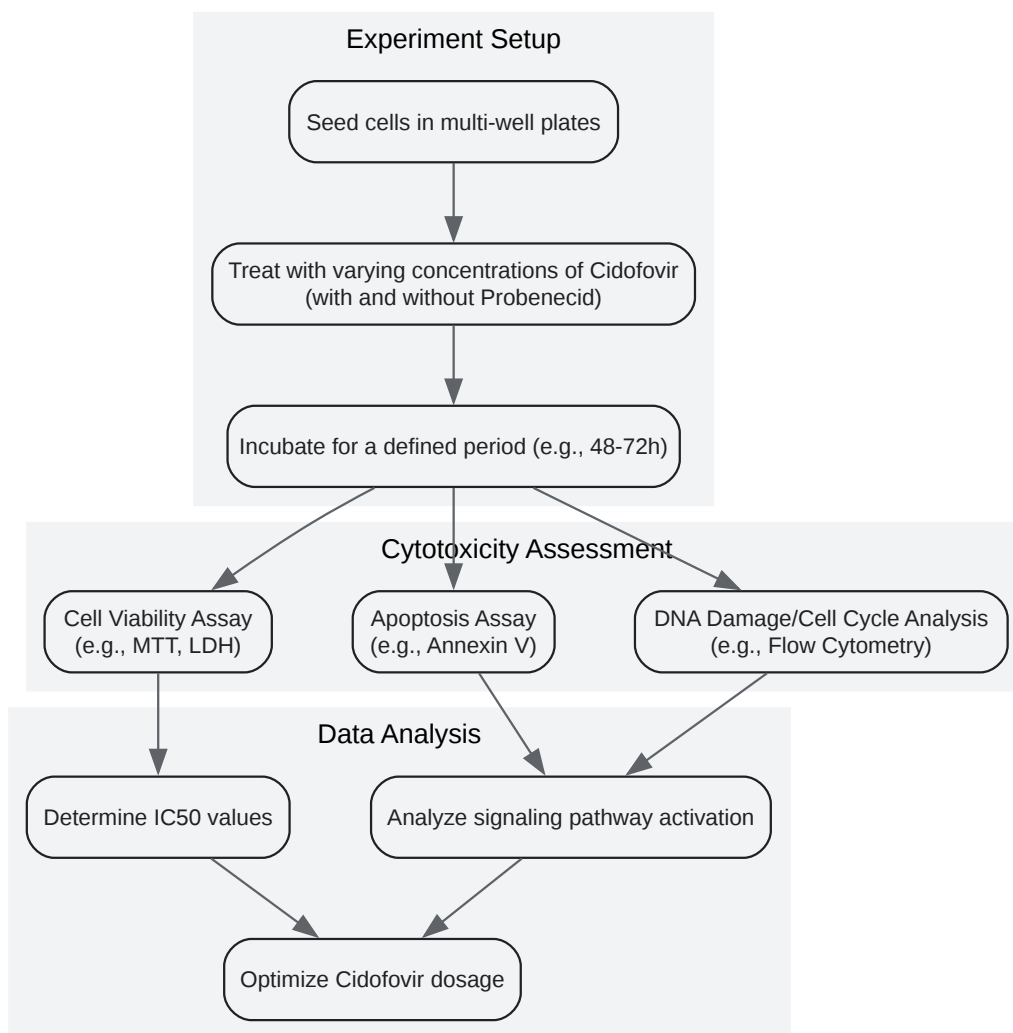 Experiment Setup
Seed cells in multi-well plates
Treat with varying concentrations of Cidofovir
(with and without Probenecid)
Incubate for a defined period (e.g., 48-72h)
Cytotoxicity Assessment
Cell Viability Assay
(e.g., MTT, LDH)
Apoptosis Assay
(e.g., Annexin V)
DNA Damage/Cell Cycle Analysis
(e.g., Flow Cytometry)
Data Analysis
Determine IC50 values
Analyze signaling pathway activation
Optimize Cidofovir dosage